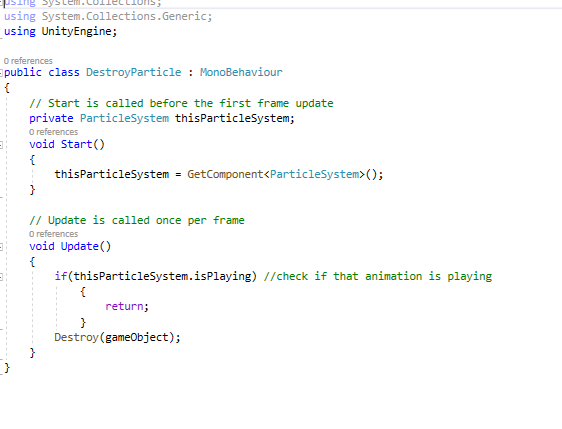 using System.Collections;
using System.Collections.Generic;
using UnityEngine;
0 references
public class DestroyParticle : MonoBehaviour
{
// Start is called before the first frame update
private ParticleSystem thisParticleSystem;
0 references
void Start()
{
thisParticleSystem = GetComponent<ParticleSystem>();
}
// Update is called once per frame
0 references
void Update()
{
if(thisParticleSystem.isPlaying) //check if that animation is playing
{
return;
}
Destroy(gameObject);
}
}